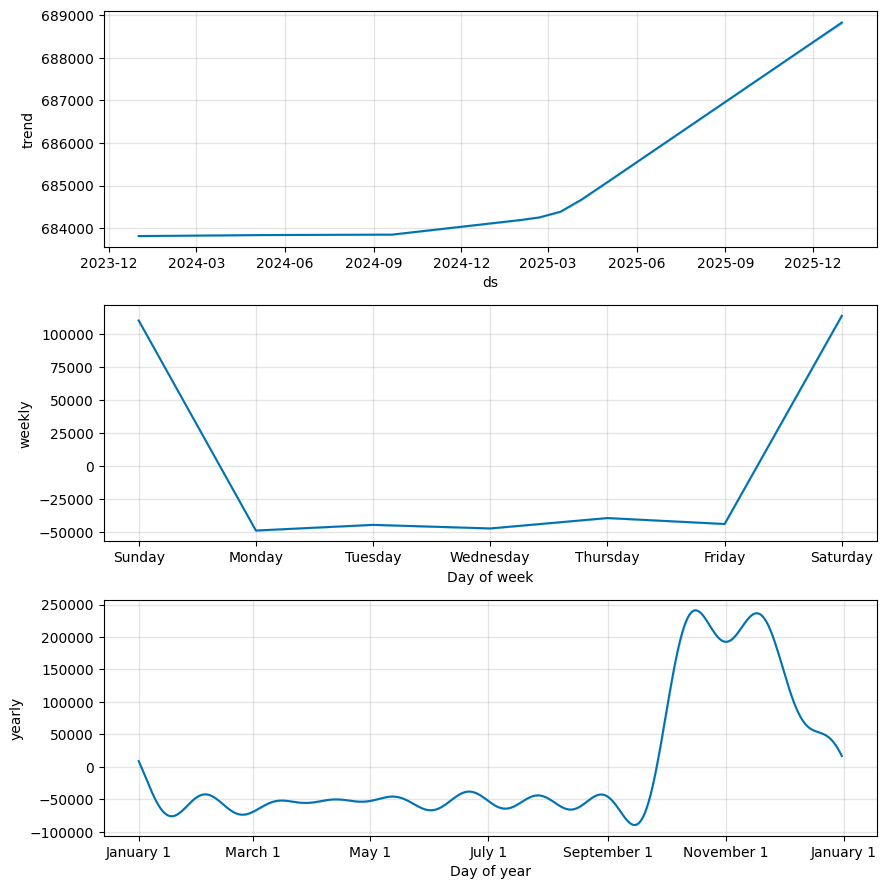 689000
688000
687000
686000
685000
684000
trend
2023-12 2024-03 2024-06 2024-09 2024-12 2025-03 2025-06 2025-09 2025-12
ds
100000
75000
50000
25000
0
−25000
−50000
weekly
Sunday Monday Tuesday Wednesday Thursday Friday Saturday
Day of week
250000
200000
150000
100000
50000
0
−50000
−100000
yearly
January 1 March 1 May 1 July 1 September 1 November 1 January 1
Day of year